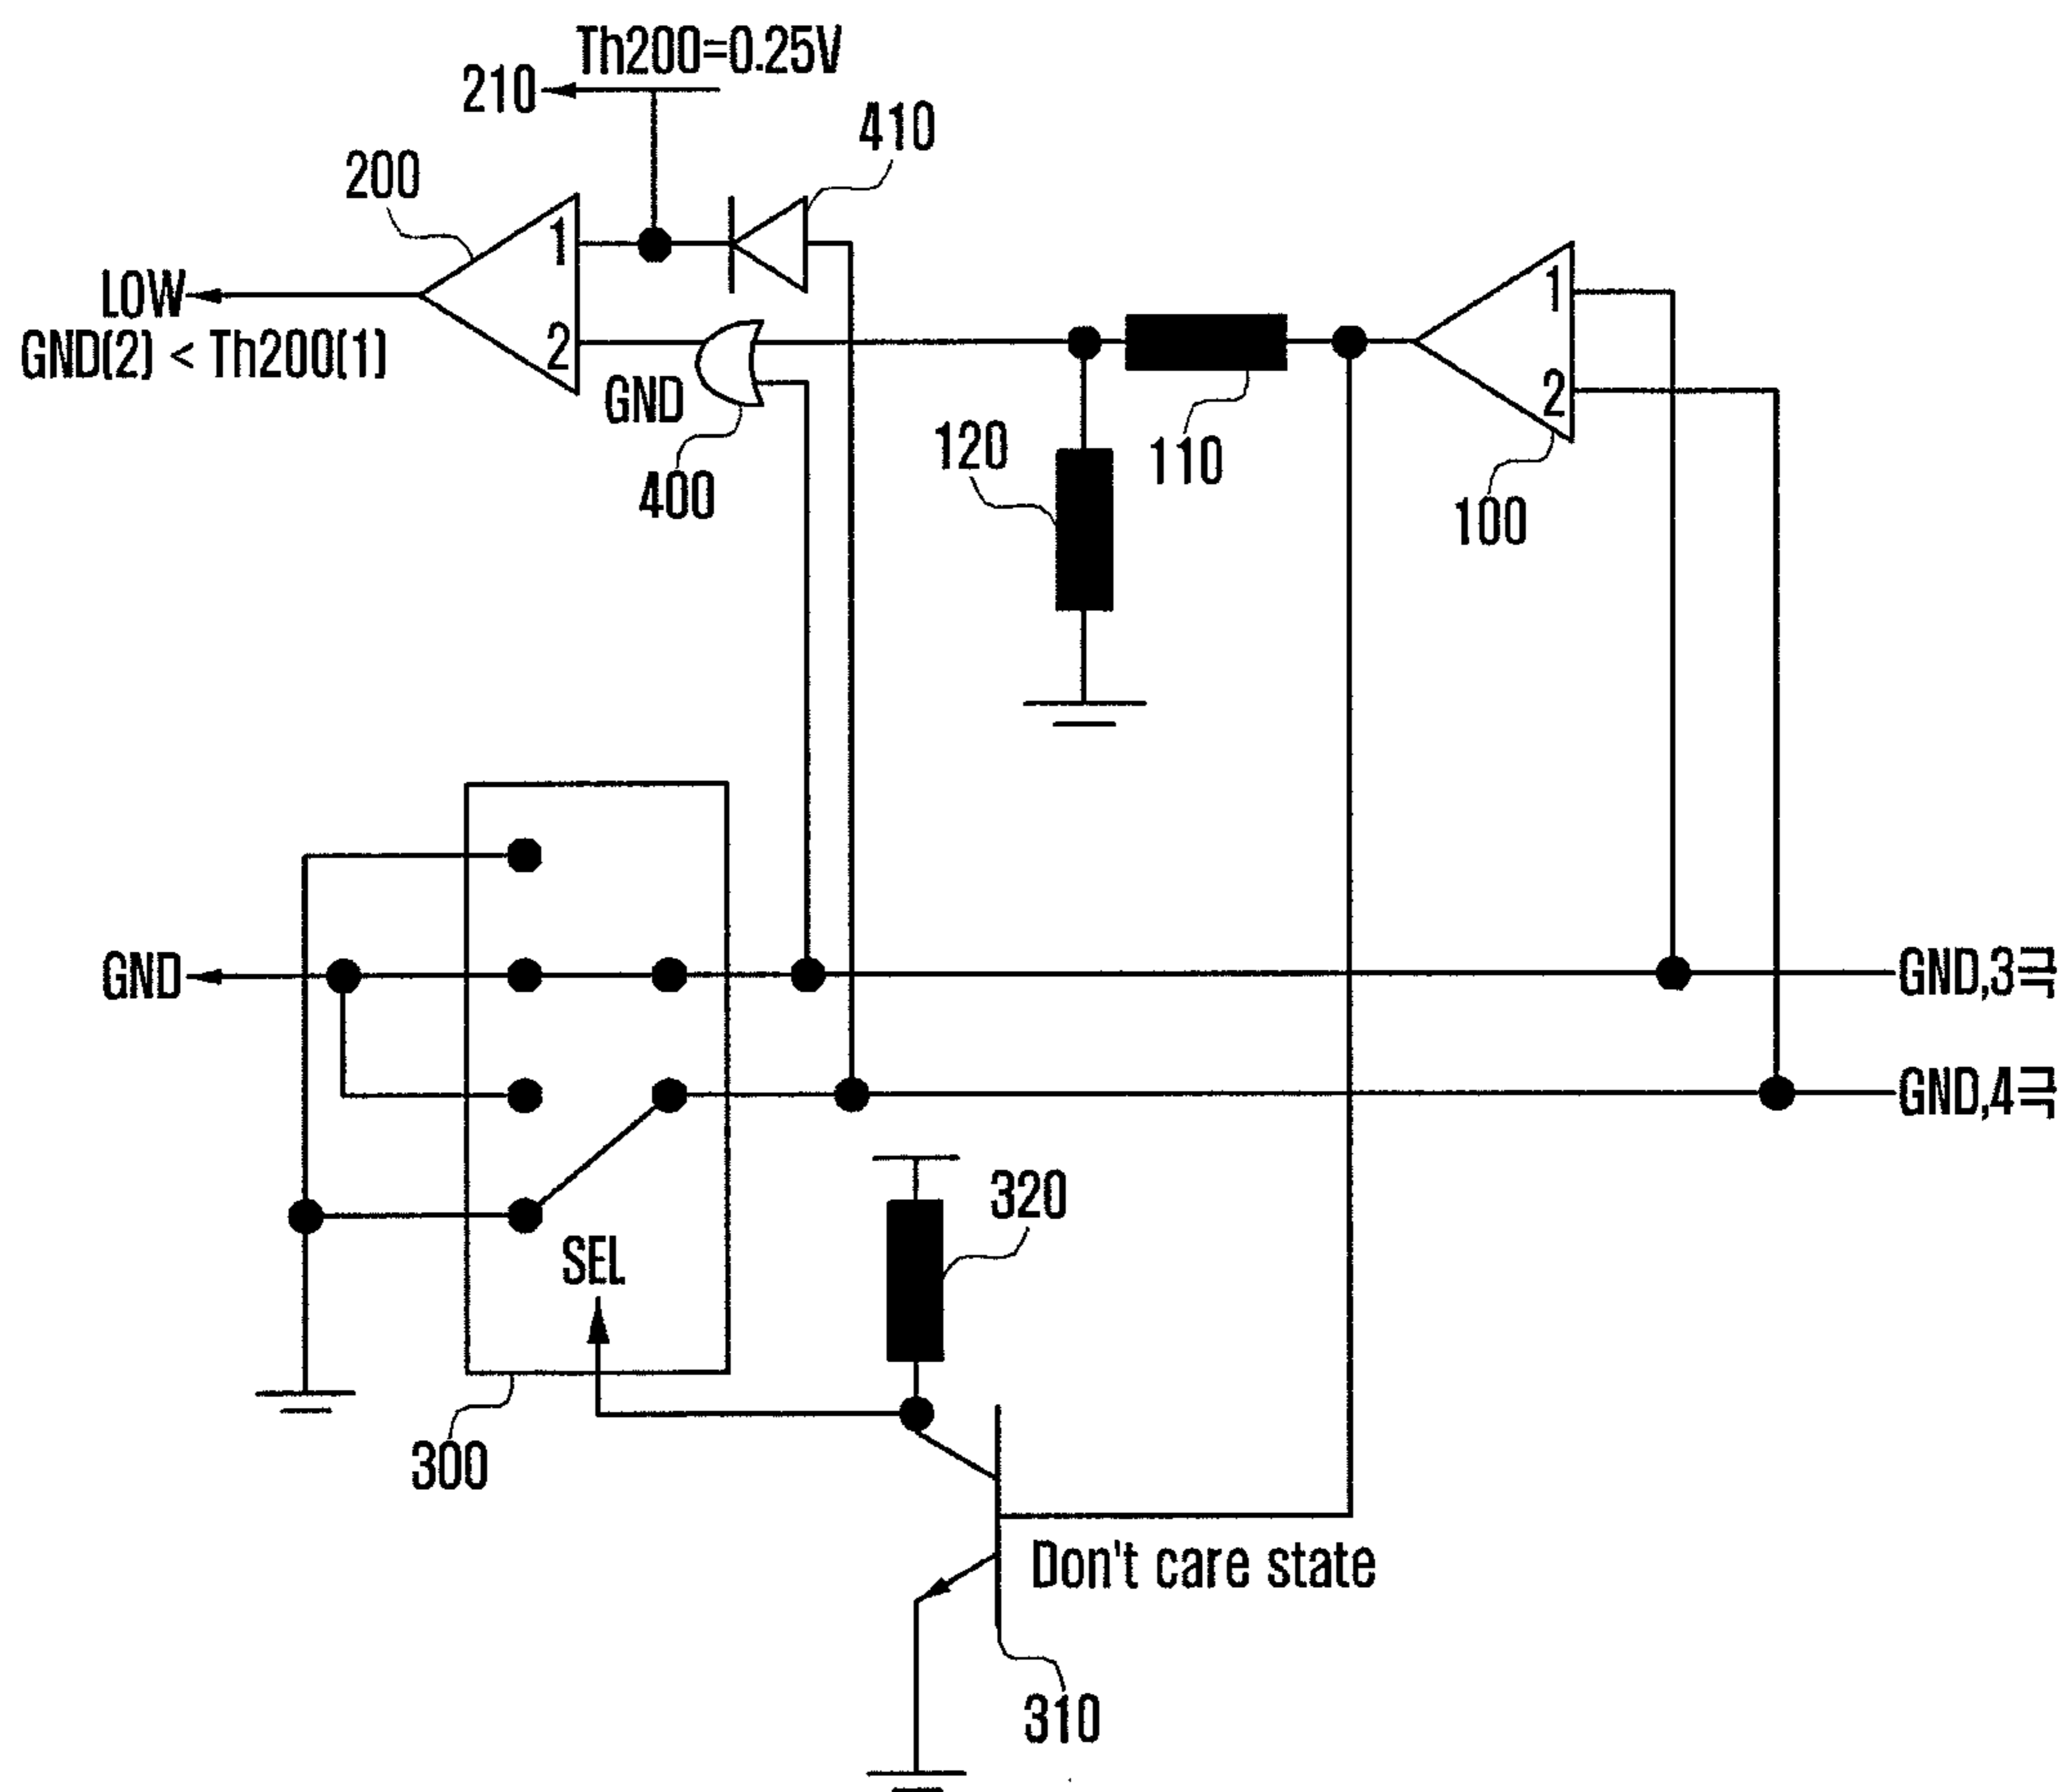 Th200=0.25V
210
410
200
1
LOW
2
GND(2) < Th200(1)
GND
400
120
110
1
2
100
GND
GND,3극
GND,4극
320
SEL
300
Don't care state
310